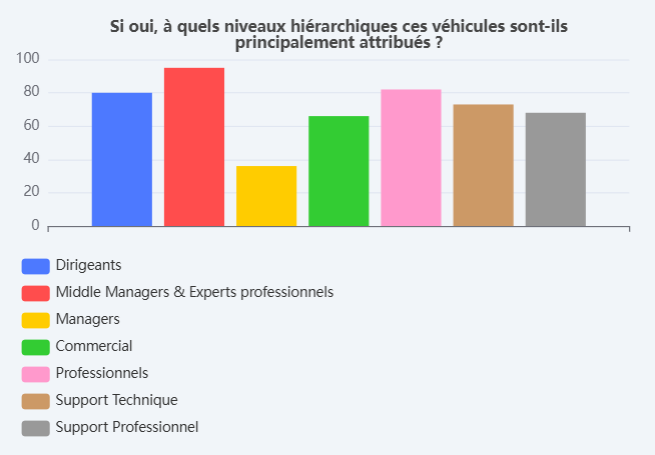 Si oui, à quels niveaux hiérarchiques ces véhicules sont-ils
principalement attribués ?
100
80
60
40
20
0
Dirigeants
Middle Managers & Experts professionnels
Managers
Commercial
Professionnels
Support Technique
Support Professionnel